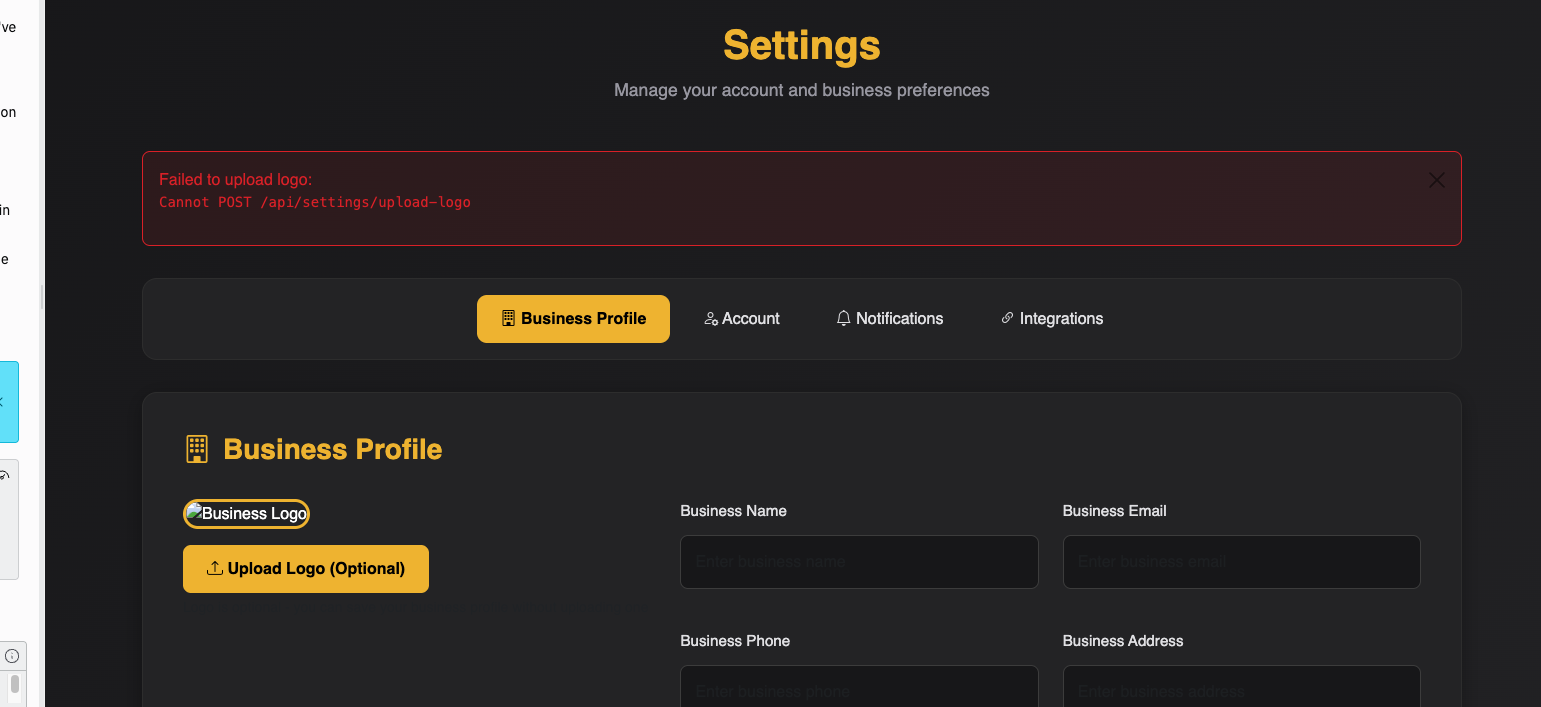 've
on
in
e
Settings
Manage your account and business preferences
Failed to upload logo:
Cannot POST /api/settings/upload-logo
Business Profile
Account
Notifications
Integrations
Business Profile
Business Logo
Upload Logo (Optional)
Business Name
Enter business name
Business Email
Enter business email
Business Phone
Enter business phone
Business Address
Enter business address